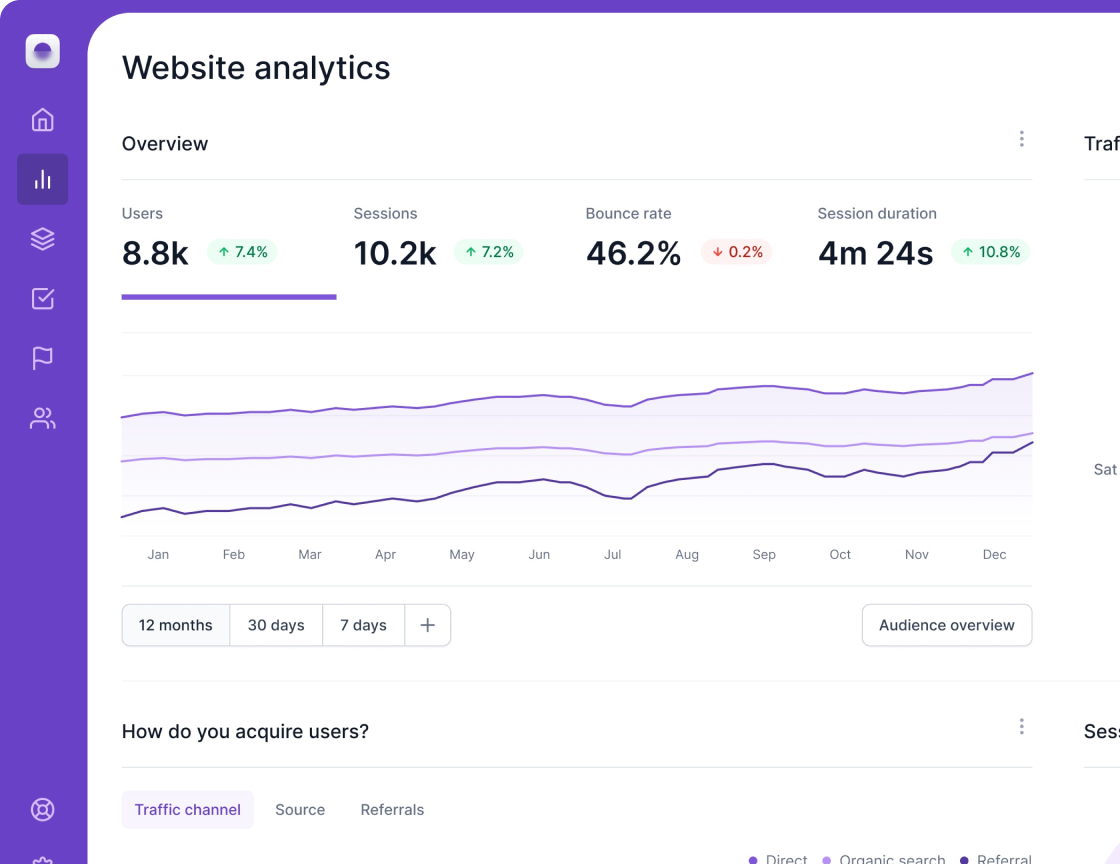 Website analytics
Overview
Traf
Users Sessions Bounce rate Session duration
8.8k 7.4% 10.2k 7.2% 46.2% 0.2% 4m 24s 10.8%
Sat
Jan Feb Mar Apr May Jun Jul Aug Sep Oct Nov Dec
12 months 30 days 7 days + Audience overview
How do you acquire users?
Sess
Traffic channel Source Referrals
Direct Organic search Referral